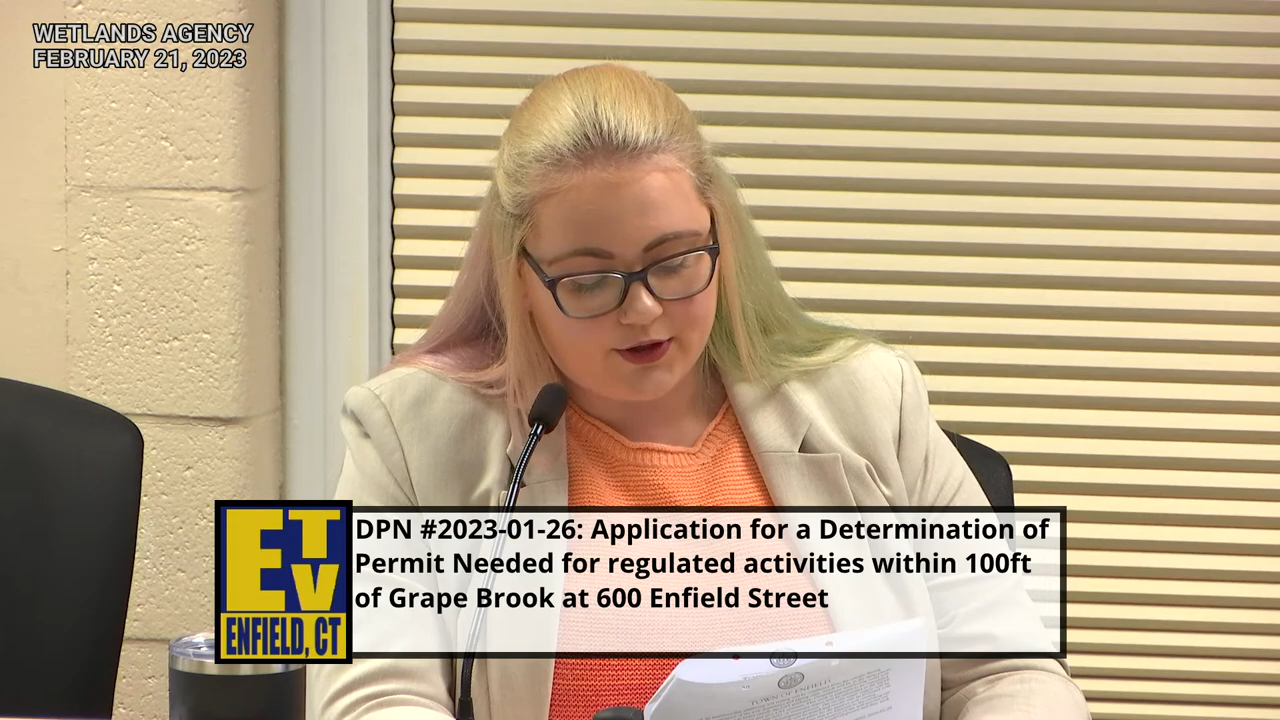 WETLANDS AGENCY
FEBRUARY 21, 2023
DPN #2023-01-26: Application for a Determination of
Permit Needed for regulated activities within 100ft
of Grape Brook at 600 Enfield Street
ETV
ENFIELD, CT
TOWN OF ENFIELD